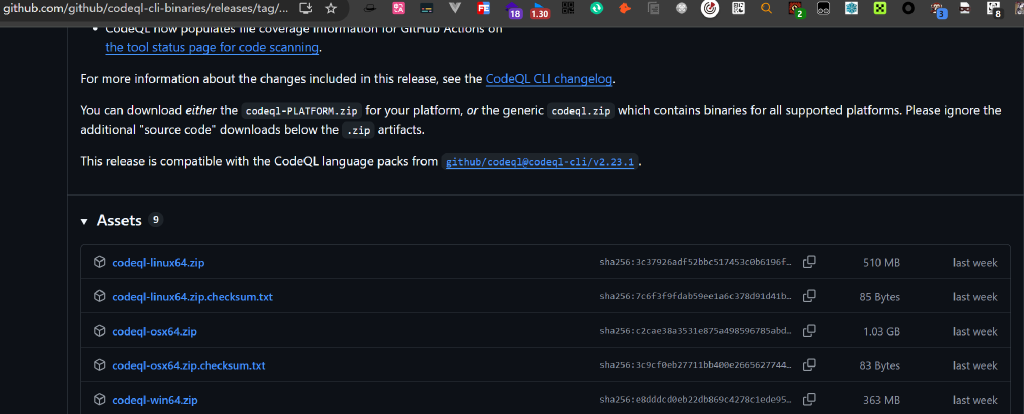 github.com/github/codeql-cli-binaries/releases/tag/...
18
1.30
2
3
8
CodeQL now populates file coverage information for GitHub Actions on
the tool status page for code scanning.
For more information about the changes included in this release, see the CodeQL CLI changelog.
You can download either the codeql-PLATFORM.zip for your platform, or the generic codeql.zip which contains binaries for all supported platforms. Please ignore the
additional "source code" downloads below the .zip artifacts.
This release is compatible with the CodeQL language packs from github/codeql@codeql-cli/v2.23.1 .
Assets 9
codeql-linux64.zip sha256:3c37926adf52bbc517453c0b6196f… 510 MB last week
codeql-linux64.zip.checksum.txt sha256:7c6f3f9fdab59ee1a6c378d91d41b… 85 Bytes last week
codeql-osx64.zip sha256:c2cae38a3531e875a498596785abd… 1.03 GB last week
codeql-osx64.zip.checksum.txt sha256:3c9cf0eb27711bb400e2665627744… 83 Bytes last week
codeql-win64.zip sha256:e8dddcd0eb22db869c4278c1ede95… 363 MB last week